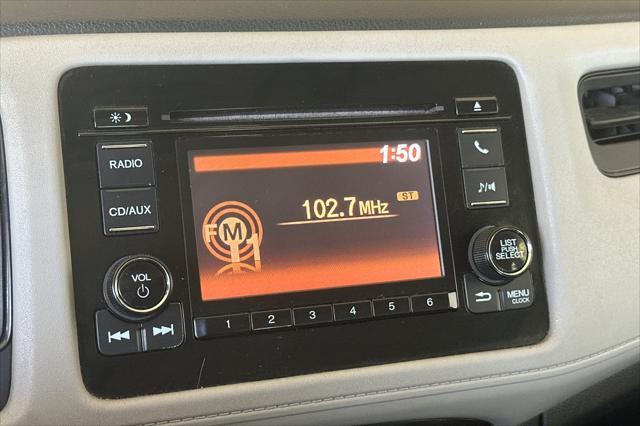 RADIO
CD/AUX
VOL
1:50
ST
102.7 MHz
FM1
LIST
PUSH
SELECT
MENU
CLOCK
1 2 3 4 5 6